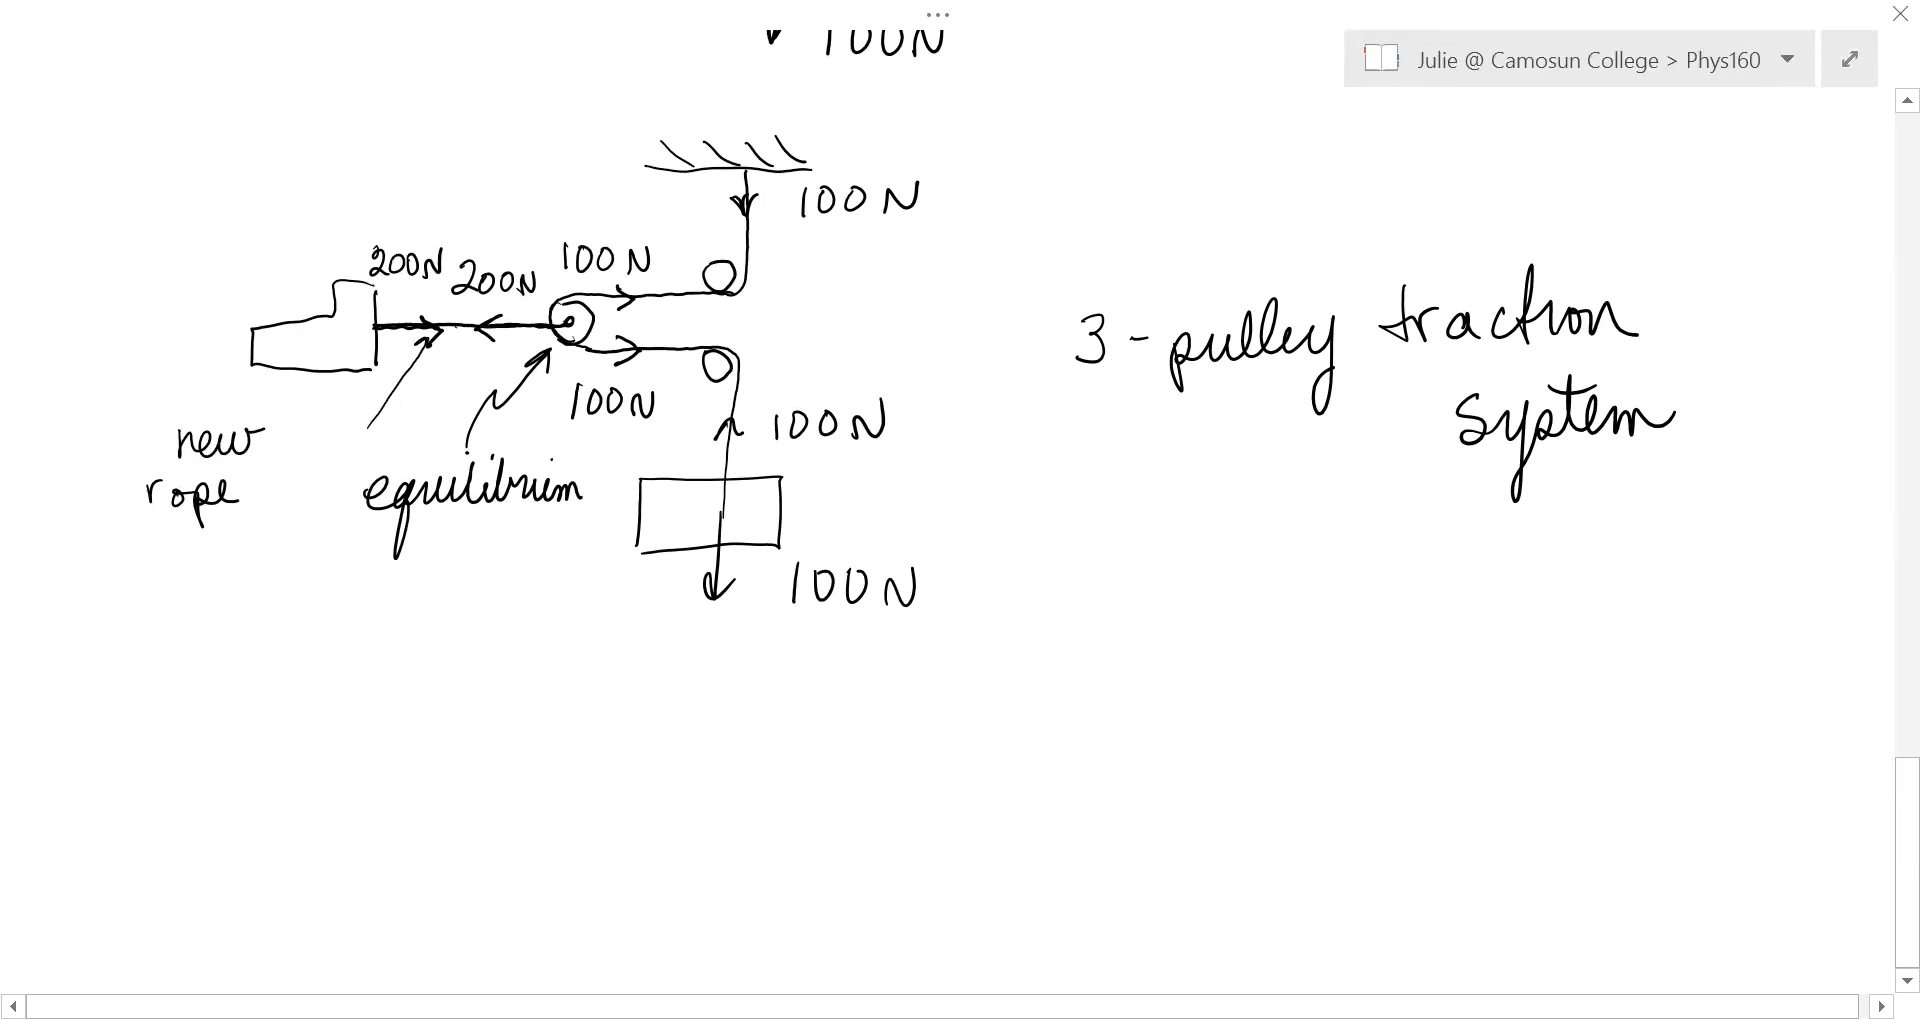 100N
Julie @ Camosun College > Phys160
100N
200N
200N
100N
3-pulley traction
system
100N
100N
new
rope
equilibrium
100N